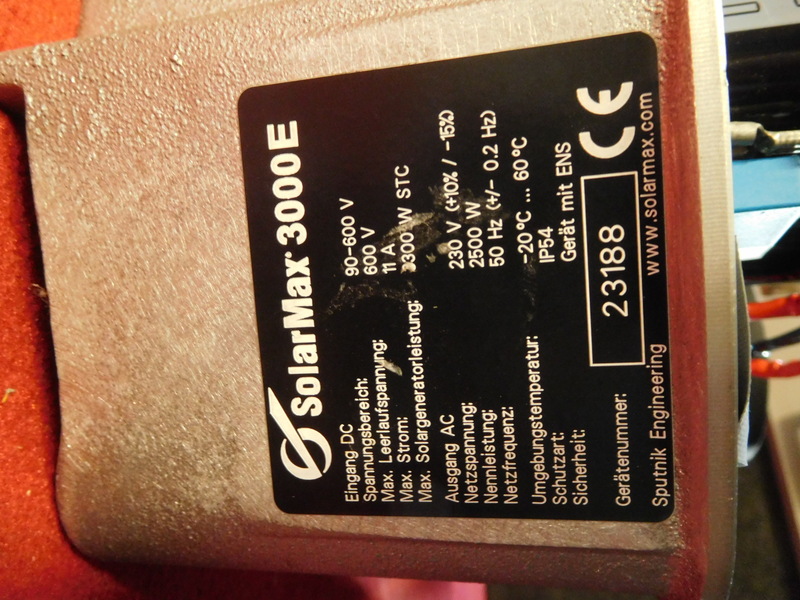 SolarMax® 3000E
Eingang DC
Spannungsbereich: 90-600 V
Max. Leerlaufspannung: 600 V
Max. Strom: 11 A
Max. Solargeneratorleistung: 3300 W STC
Ausgang AC
Netzspannung: 230 V (+10% / -15%)
Nennleistung: 2500 W
Netzfrequenz: 50 Hz (+/- 0.2 Hz)
Umgebungstemperatur: -20°C ... 60°C
Schutzart: IP54
Sicherheit: Gerät mit ENS
Gerätenummer: 23188 CE
Sputnik Engineering www.solarmax.com